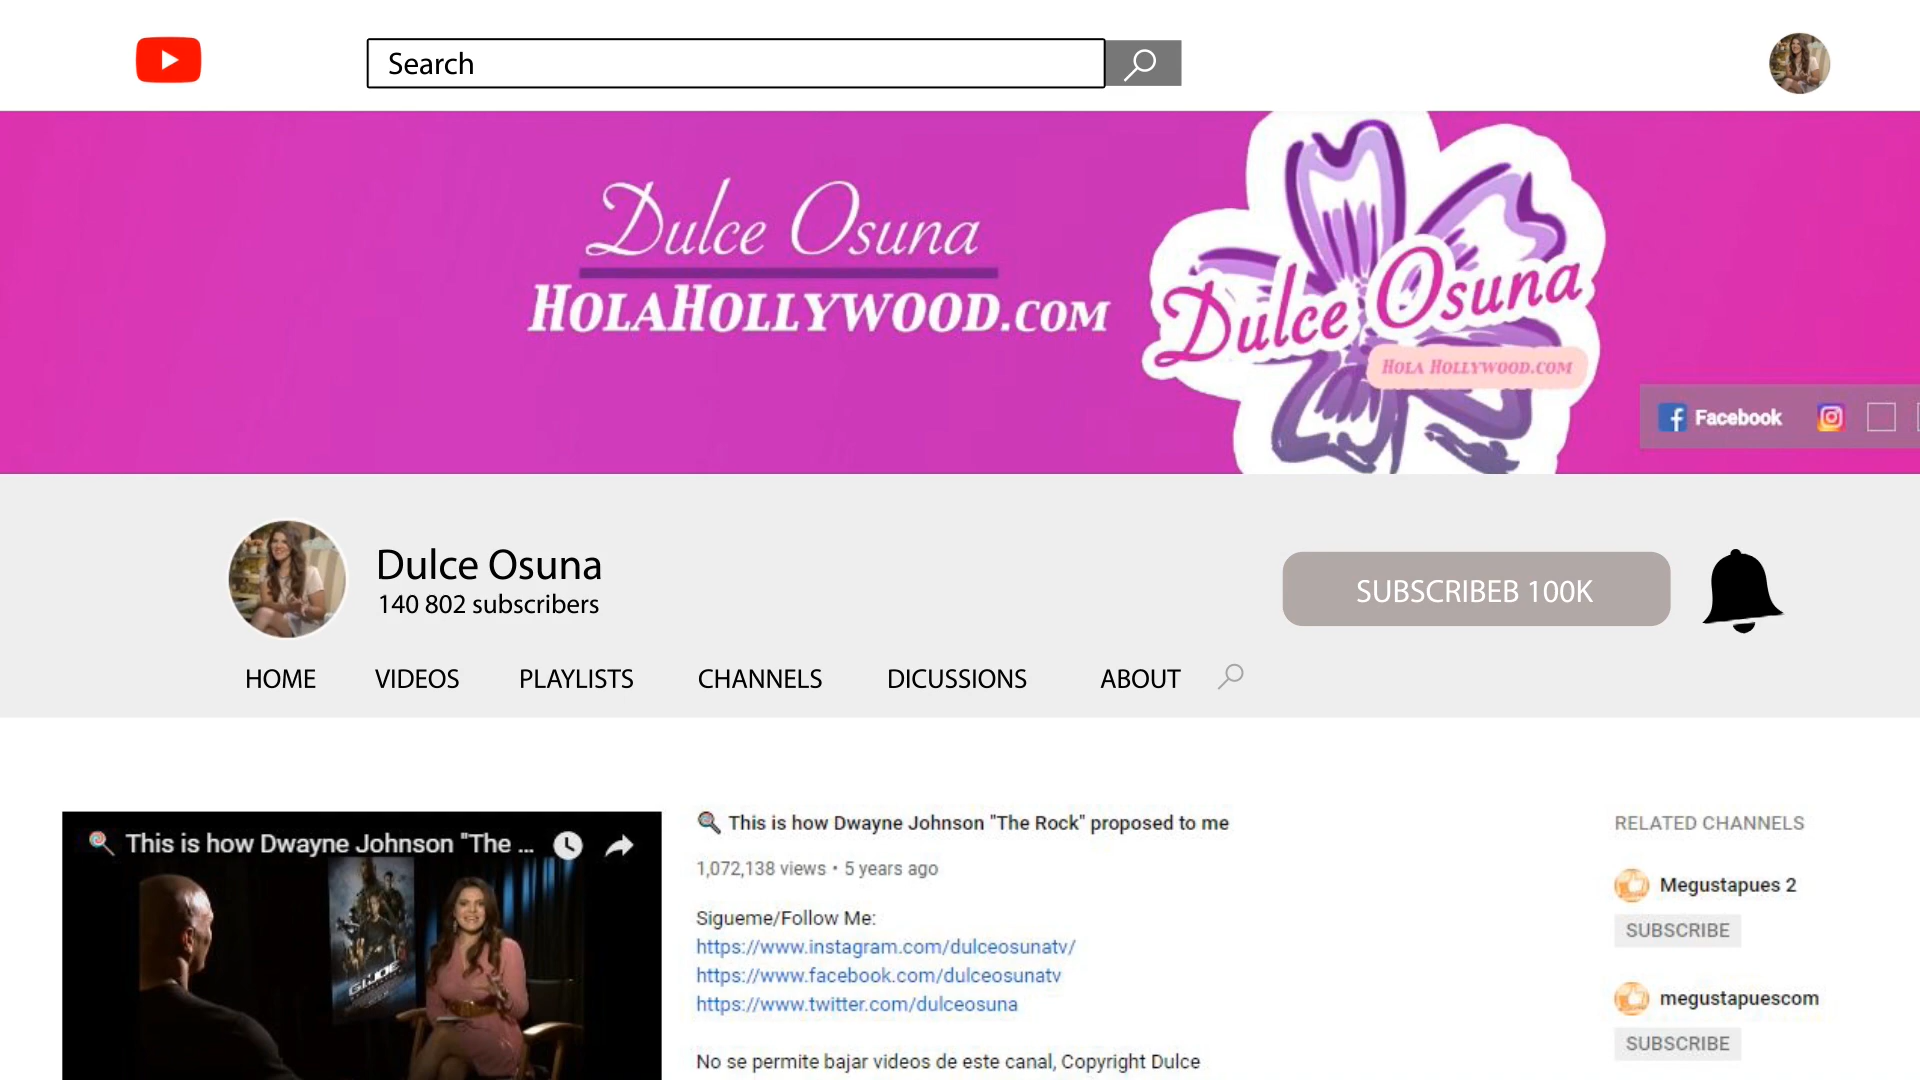 Search
Dulce Osuna
HOLAHOLLYWOOD.COM
Dulce Osuna
HOLA HOLLYWOOD.COM
Facebook
Dulce Osuna
140 802 subscribers
SUBSCRIBEB 100K
HOME VIDEOS PLAYLISTS CHANNELS DICUSSIONS ABOUT
This is how Dwayne Johnson "The ...
G.I. JOE
This is how Dwayne Johnson "The Rock" proposed to me
1,072,138 views • 5 years ago
Sigueme/Follow Me:
https://www.instagram.com/dulceosunatv/
https://www.facebook.com/dulceosunatv
https://www.twitter.com/dulceosuna
No se permite bajar videos de este canal, Copyright Dulce
RELATED CHANNELS
Megustapues 2
SUBSCRIBE
megustapuescom
SUBSCRIBE